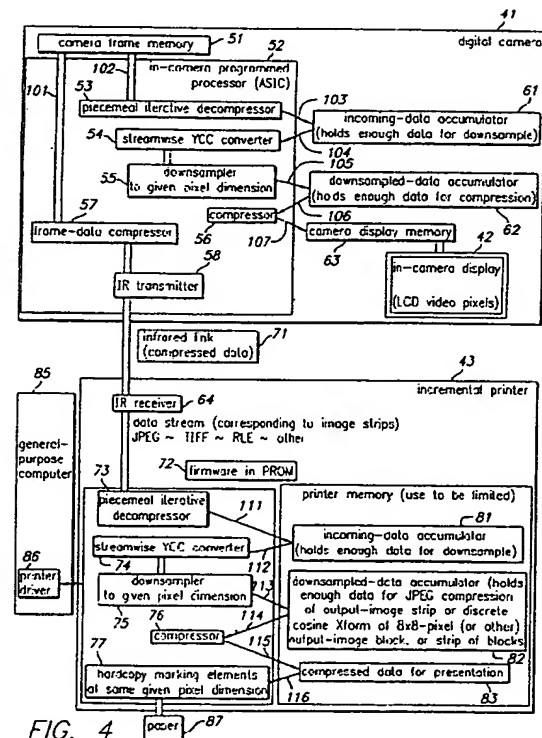 41
camera frame memory
51
digital camera
52
101
102
in-camera programmed
processor (ASIC)
53
piecemeal iterative decompressor
103
61
incoming-data accumulator
(holds enough data for downsample)
54
streamwise YCC converter
104
105
downsampler
to given pixel dimension
55
downsampled-data accumulator
(holds enough data for compression)
57
compressor
56
106
107
62
frame-data compressor
camera display memory
63
42
58
IR transmitter
in-camera display
(LCD video pixels)
infrared link
(compressed data)
71
85
43
IR receiver
64
incremental printer
general-
purpose
computer
data stream (corresponding to image strips)
JPEG ~ TIFF ~ RLE ~ other
73
72
firmware in PROM
piecemeal iterative
decompressor
111
printer memory (use to be limited)
81
86
streamwise YCC converter
74
112
incoming-data accumulator
(holds enough data for downsample)
printer
driver
downsampler
to given pixel dimension
75
113
76
114
downsampled-data accumulator (holds
enough data for JPEG compression
of output-image strip or discrete
cosine Xform of 8x8-pixel (or other)
output-image block, or strip of blocks
77
compressor
115
82
hardcopy marking elements
at same given pixel dimension
116
compressed data for presentation
83
FIG. 4
paper
87